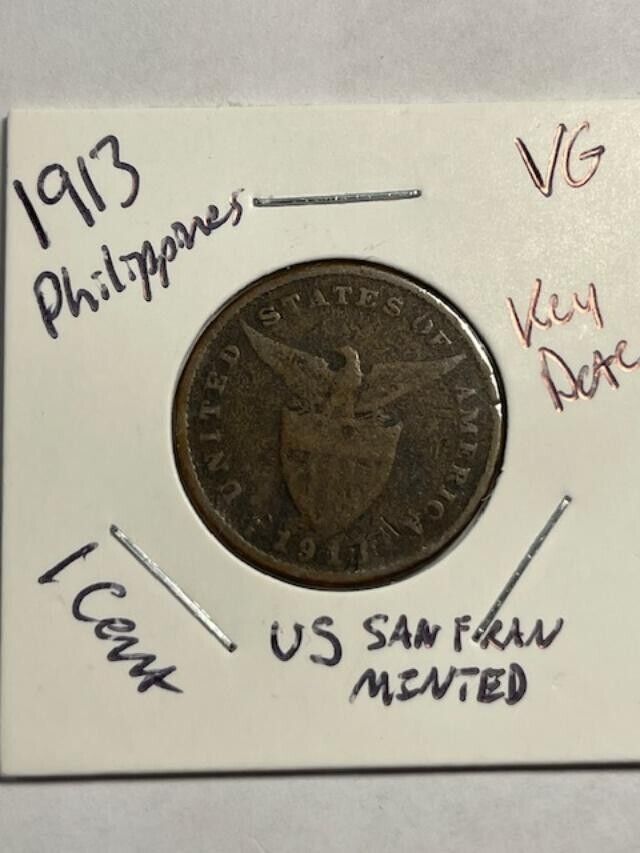 1913
Philippines
VG
Key
Date
UNITED STATES OF AMERICA
1 Cent
US SAN FRAN
MINTED